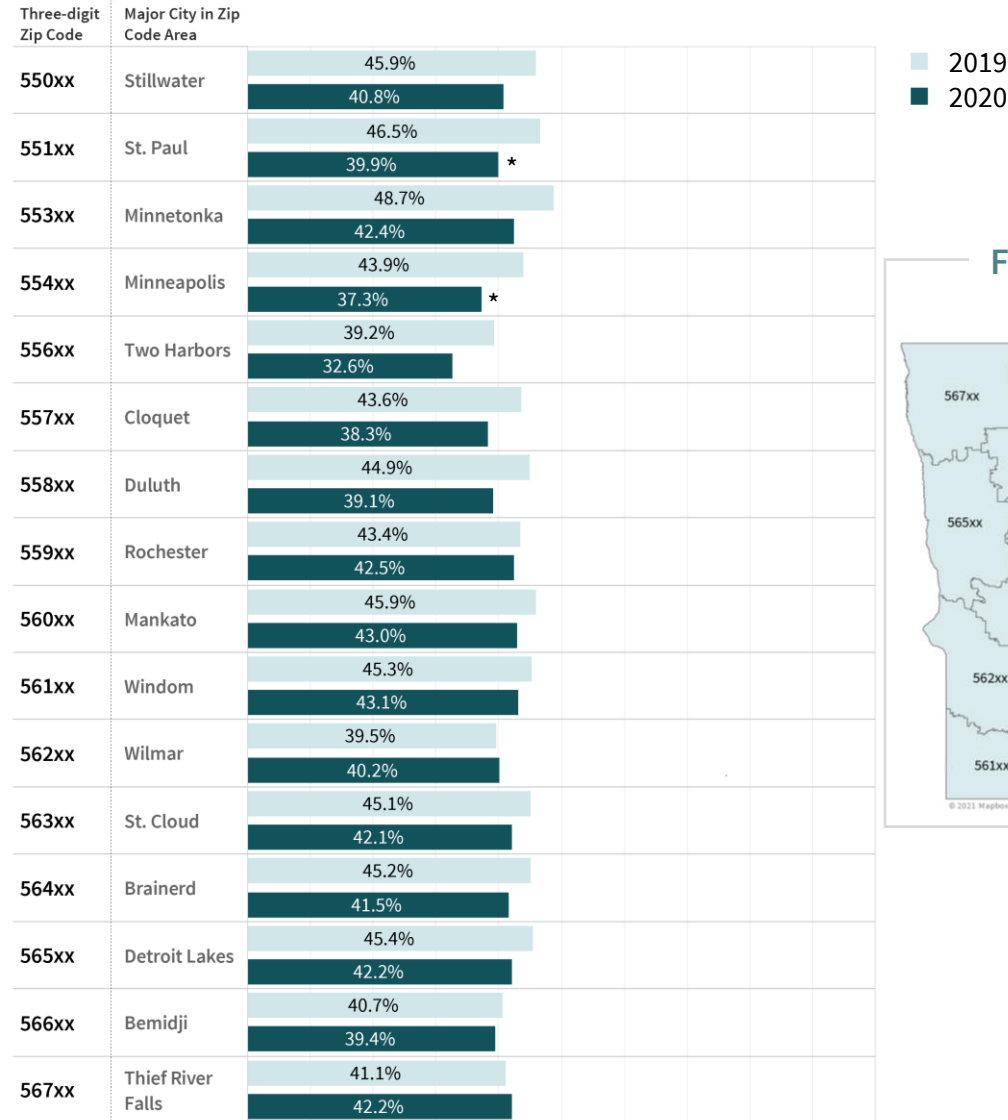 Three-digit Zip Code
Major City in Zip Code Area
550xx Stillwater 45.9%
40.8%
551xx St. Paul 46.5%
39.9% *
553xx Minnetonka 48.7%
42.4%
554xx Minneapolis 43.9%
37.3% *
556xx Two Harbors 39.2%
32.6%
557xx Cloquet 43.6%
38.3%
558xx Duluth 44.9%
39.1%
559xx Rochester 43.4%
42.5%
560xx Mankato 45.9%
43.0%
561xx Windom 45.3%
43.1%
562xx Wilmar 39.5%
40.2%
563xx St. Cloud 45.1%
42.1%
564xx Brainerd 45.2%
41.5%
565xx Detroit Lakes 45.4%
42.2%
566xx Bemidji 40.7%
39.4%
567xx Thief River Falls 41.1%
42.2%
2019
2020
F
567xx
565xx
562xx
561xx
© 2021 Mapbox